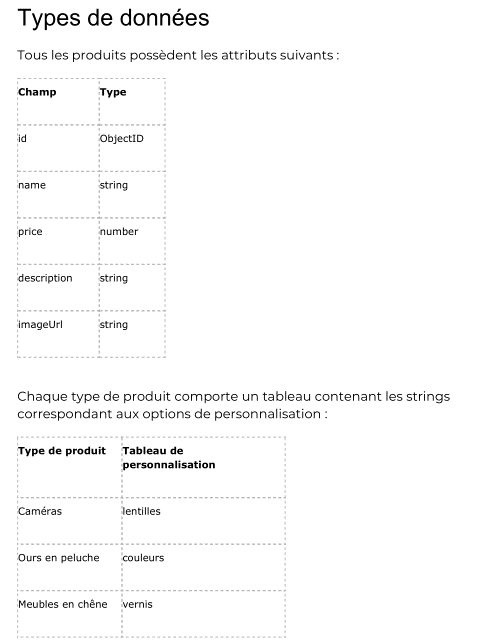 Types de données
Tous les produits possèdent les attributs suivants :
Champ Type
id ObjectID
name string
price number
description string
imageUrl string
Chaque type de produit comporte un tableau contenant les strings
correspondant aux options de personnalisation :
Type de produit Tableau de
personnalisation
Caméras lentilles
Ours en peluche couleurs
Meubles en chêne vernis